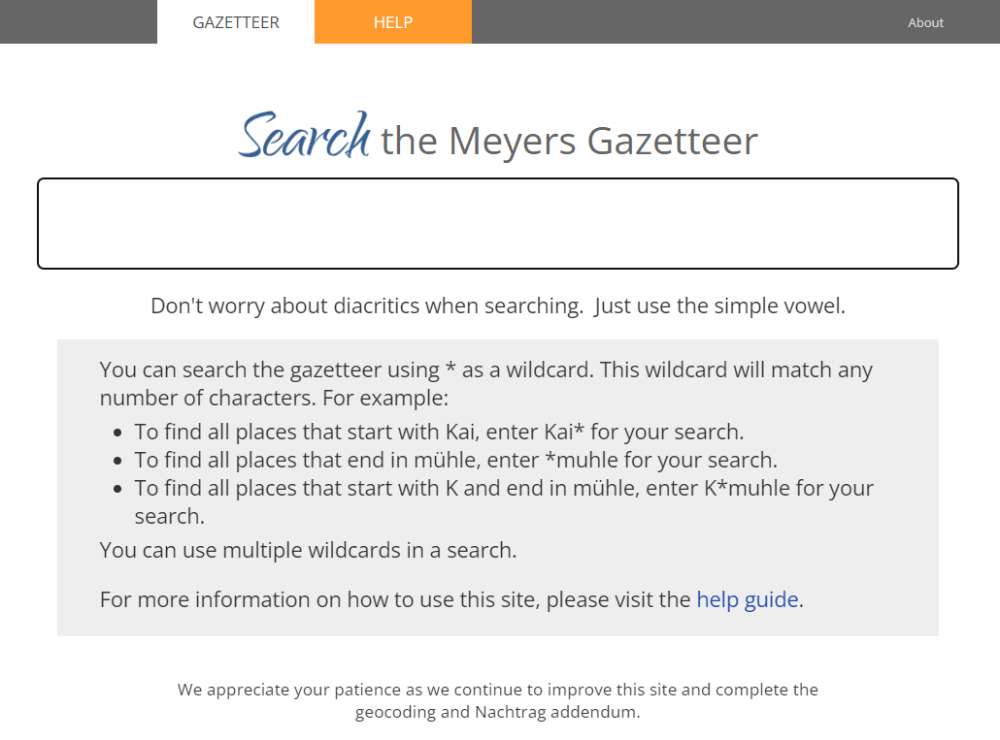 GAZETTEER HELP About
Search the Meyers Gazetteer
Don't worry about diacritics when searching.  Just use the simple vowel.
You can search the gazetteer using * as a wildcard. This wildcard will match any
number of characters. For example:
• To find all places that start with Kai, enter Kai* for your search.
• To find all places that end in mühle, enter *muhle for your search.
• To find all places that start with K and end in mühle, enter K*muhle for your
search.
You can use multiple wildcards in a search.
For more information on how to use this site, please visit the help guide.
We appreciate your patience as we continue to improve this site and complete the
geocoding and Nachtrag addendum.